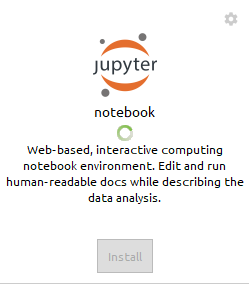 jupyter
notebook
Web-based, interactive computing
notebook environment. Edit and run
human-readable docs while describing the
data analysis.
Install